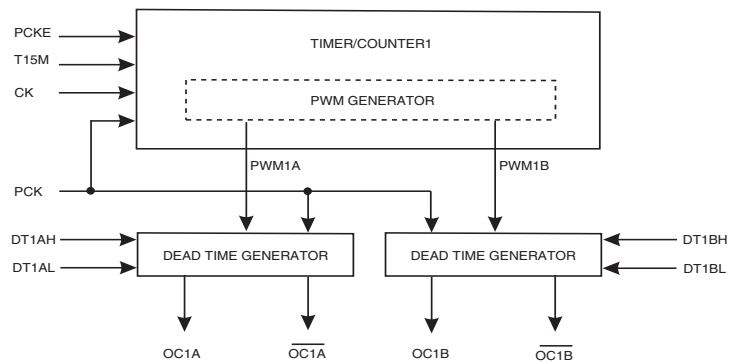 PCKE
TIMER/COUNTER1
T15M
CK
PWM GENERATOR
PWM1A
PWM1B
PCK
DT1AH
DT1BH
DEAD TIME GENERATOR
DEAD TIME GENERATOR
DT1AL
DT1BL
OC1A
OC1A
OC1B
OC1B